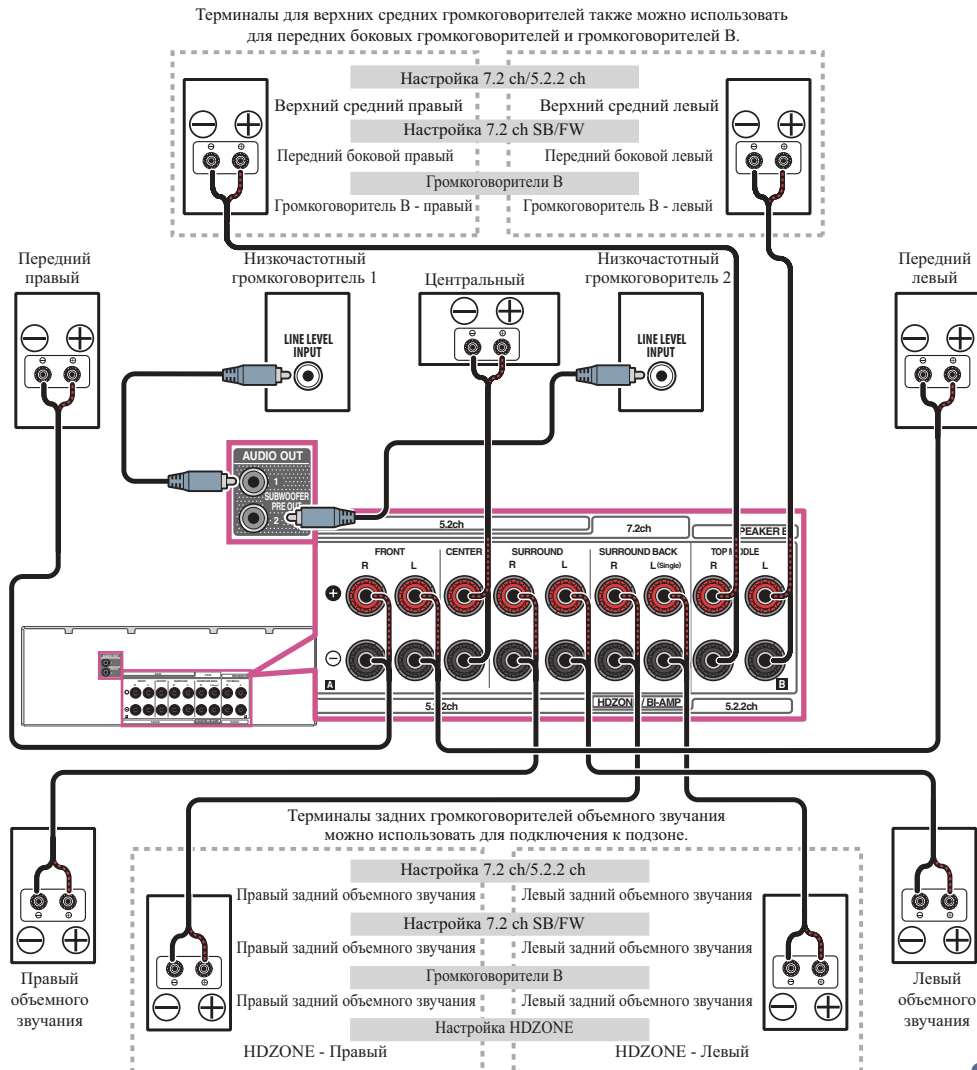 Терминалы для верхних средних громкоговорителей также можно использовать
для передних боковых громкоговорителей и громкоговорителей B.
Настройка 7.2 ch/5.2.2 ch
Верхний средний правый
Верхний средний левый
Настройка 7.2 ch SB/FW
Передний боковой правый
Передний боковой левый
Громкоговорители B
Громкоговоритель B - правый
Громкоговоритель B - левый
Передний
правый
Низкочастотный
громкоговоритель 1
Центральный
Низкочастотный
громкоговоритель 2
Передний
левый
LINE LEVEL
INPUT
LINE LEVEL
INPUT
AUDIO OUT
1
SUBWOOFER
PRE OUT
2
5.2ch
7.2ch
FRONT
CENTER
SURROUND
SURROUND BACK
R
L
R
L
R
L (Single)
R
L
A
B
HDZONE / BI-AMP
5.2.2ch
Терминалы задних громкоговорителей объемного звучания
можно использовать для подключения к подзоне.
Настройка 7.2 ch/5.2.2 ch
Правый задний объемного звучания
Левый задний объемного звучания
Настройка 7.2 ch SB/FW
Правый задний объемного звучания
Левый задний объемного звучания
Громкоговорители B
Правый задний объемного звучания
Левый задний объемного звучания
Настройка HDZONE
HDZONE - Правый
HDZONE - Левый
Правый
объемного
звучания
Левый
объемного
звучания